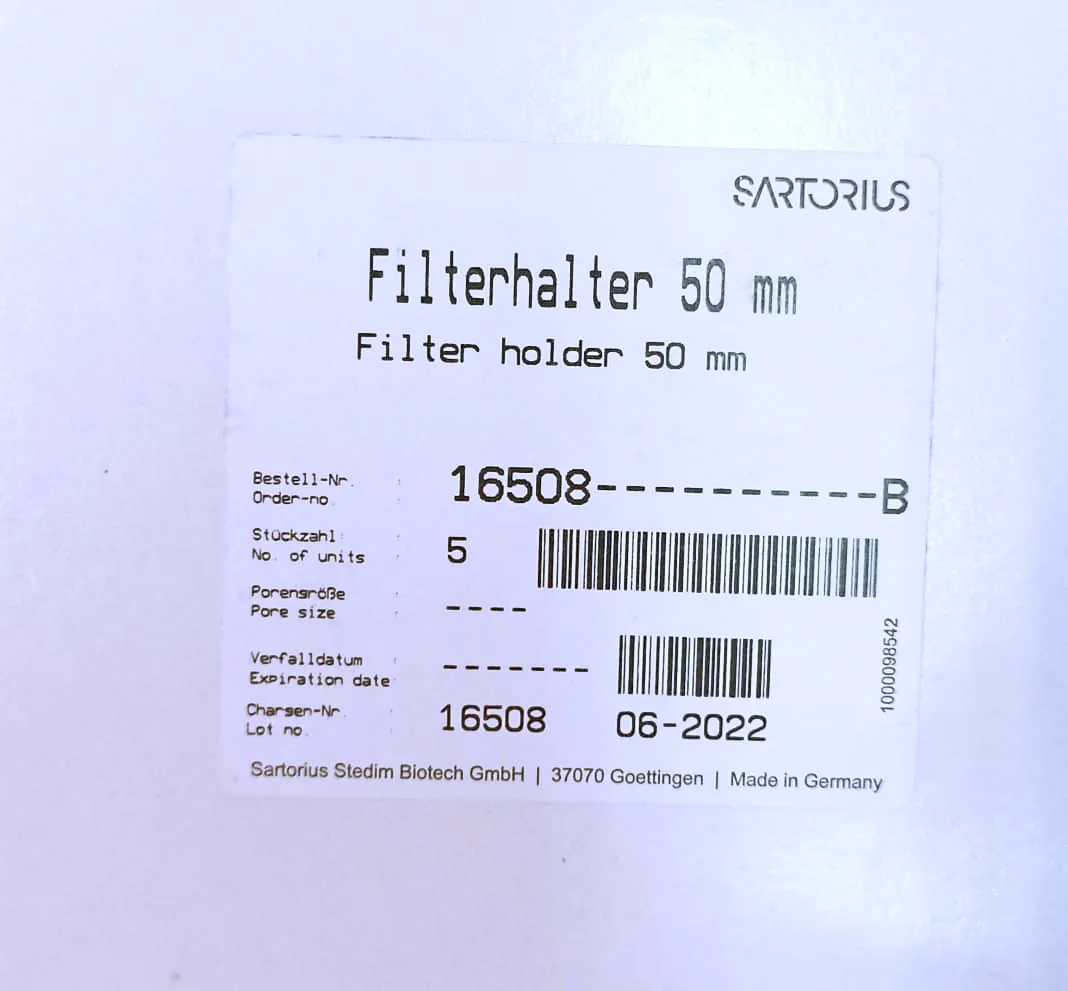 SARTORIUS
Filterhalter 50 mm
Filter holder 50 mm
Bestell-Nr. :
Order-no.
16508-----------B
Stückzahl :
No. of units :
5
Porengröße
Pore size :
----
Verfalldatum :
Expiration date
-------
Chargen-Nr. :
Lot no.
16508 06-2022
1000098542
Sartorius Stedim Biotech GmbH | 37070 Goettingen | Made in Germany